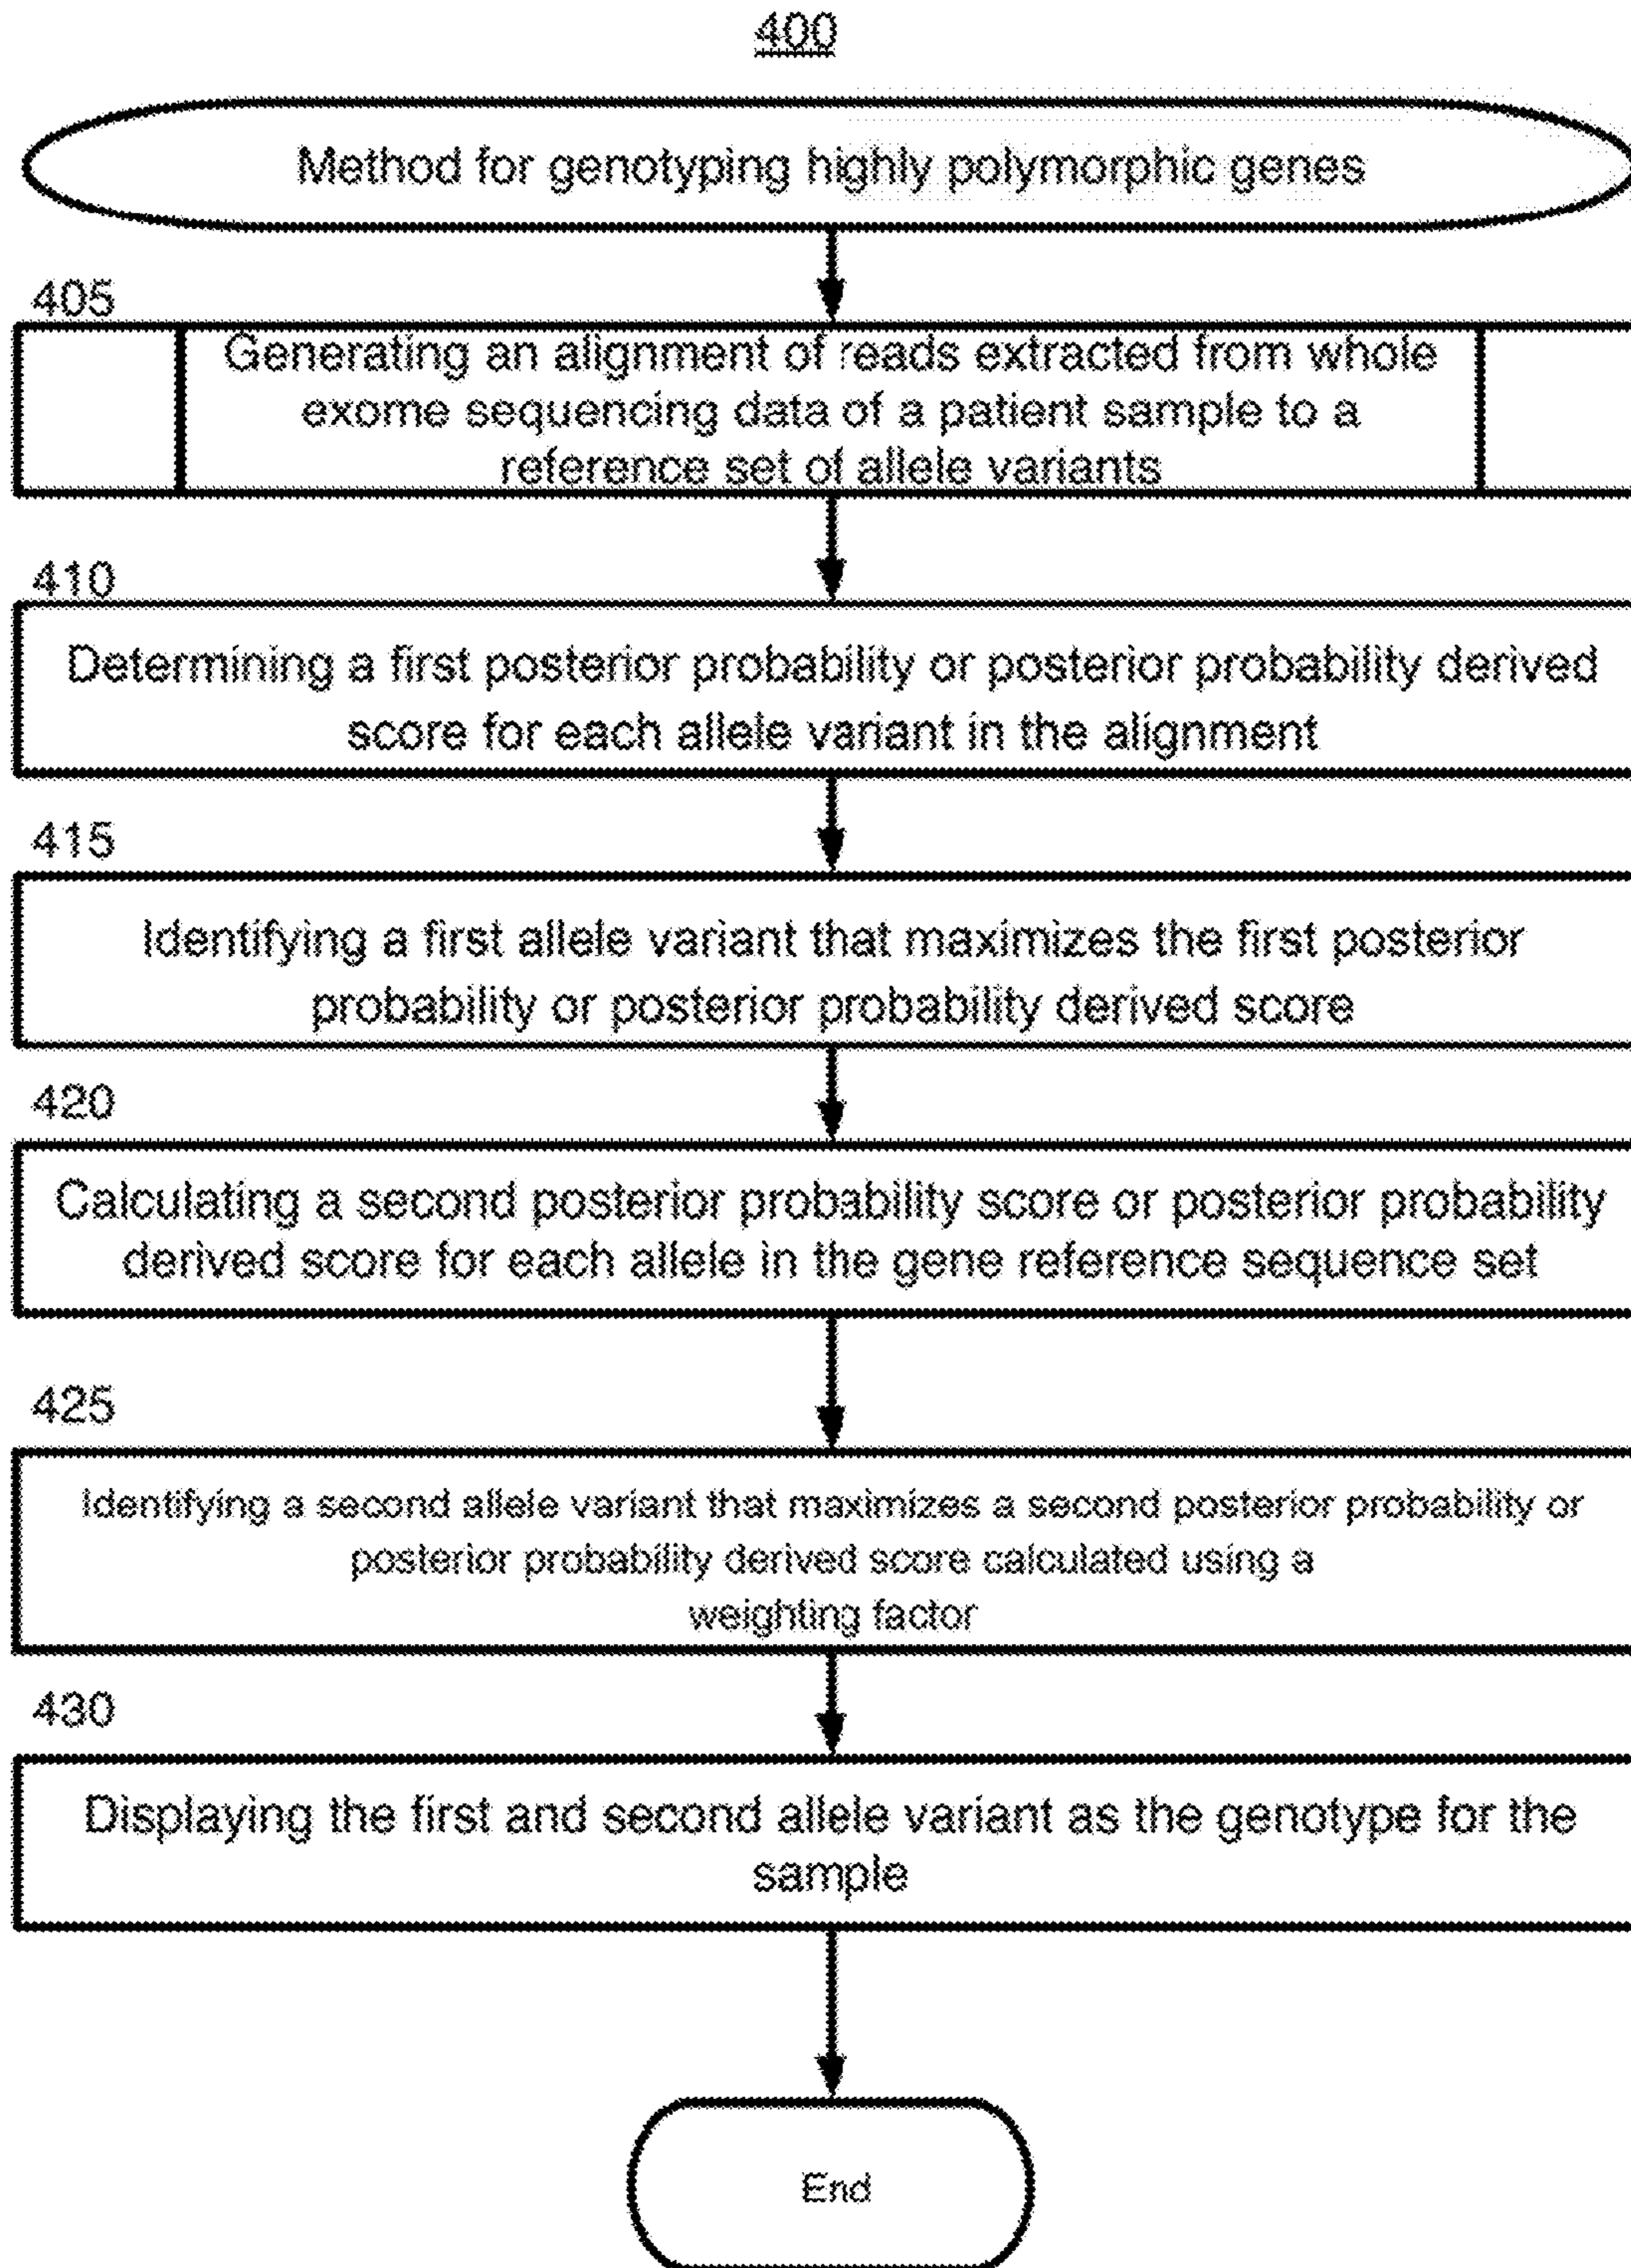 400
Method for genotyping highly polymorphic genes
405
Generating an alignment of reads extracted from whole
exome sequencing data of a patient sample to a
reference set of allele variants
410
Determining a first posterior probability or posterior probability derived
score for each allele variant in the alignment
415
Identifying a first allele variant that maximizes the first posterior
probability or posterior probability derived score
420
Calculating a second posterior probability score or posterior probability
derived score for each allele in the gene reference sequence set
425
Identifying a second allele variant that maximizes a second posterior probability or
posterior probability derived score calculated using a
weighting factor
430
Displaying the first and second allele variant as the genotype for the
sample
End